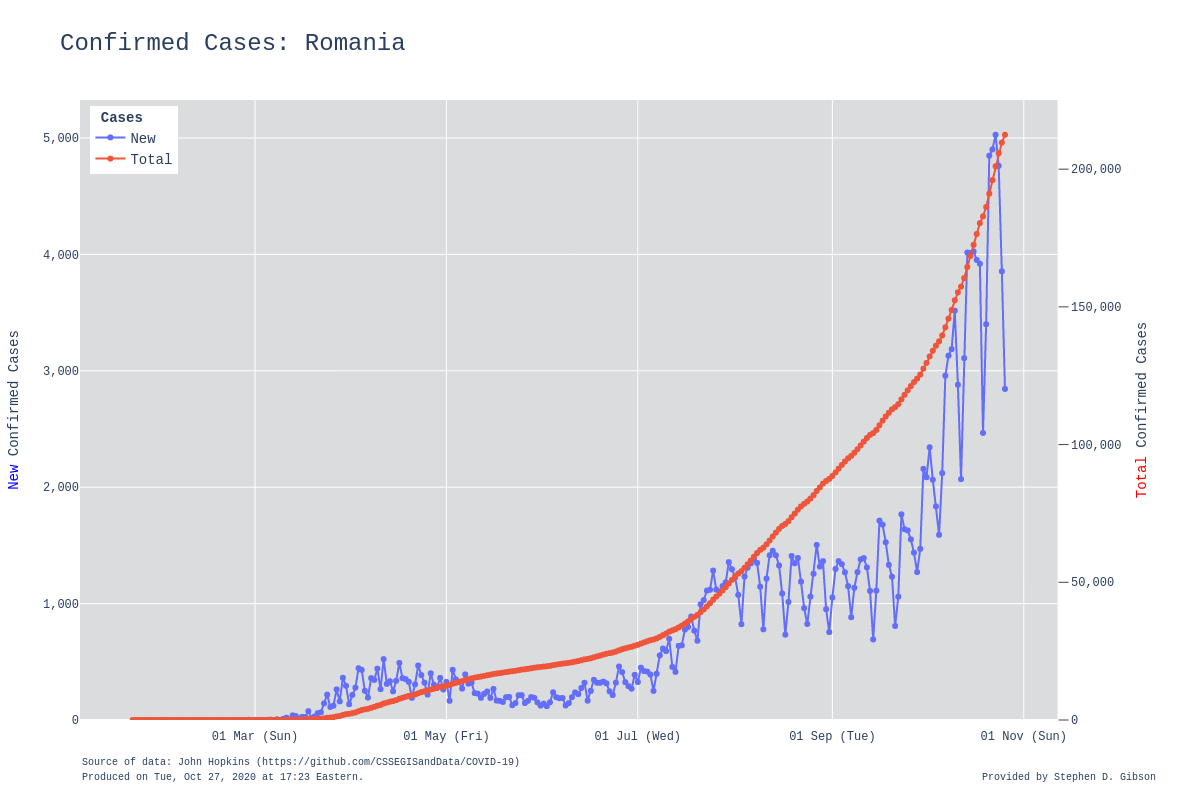 Confirmed Cases: Romania
Cases
New
Total
5,000
4,000
3,000
2,000
1,000
0
New Confirmed Cases
200,000
150,000
100,000
50,000
0
Total Confirmed Cases
01 Mar (Sun)
01 May (Fri)
01 Jul (Wed)
01 Sep (Tue)
01 Nov (Sun)
Source of data: John Hopkins (https://github.com/CSSEGISandData/COVID-19)
Produced on Tue, Oct 27, 2020 at 17:23 Eastern.
Provided by Stephen D. Gibson